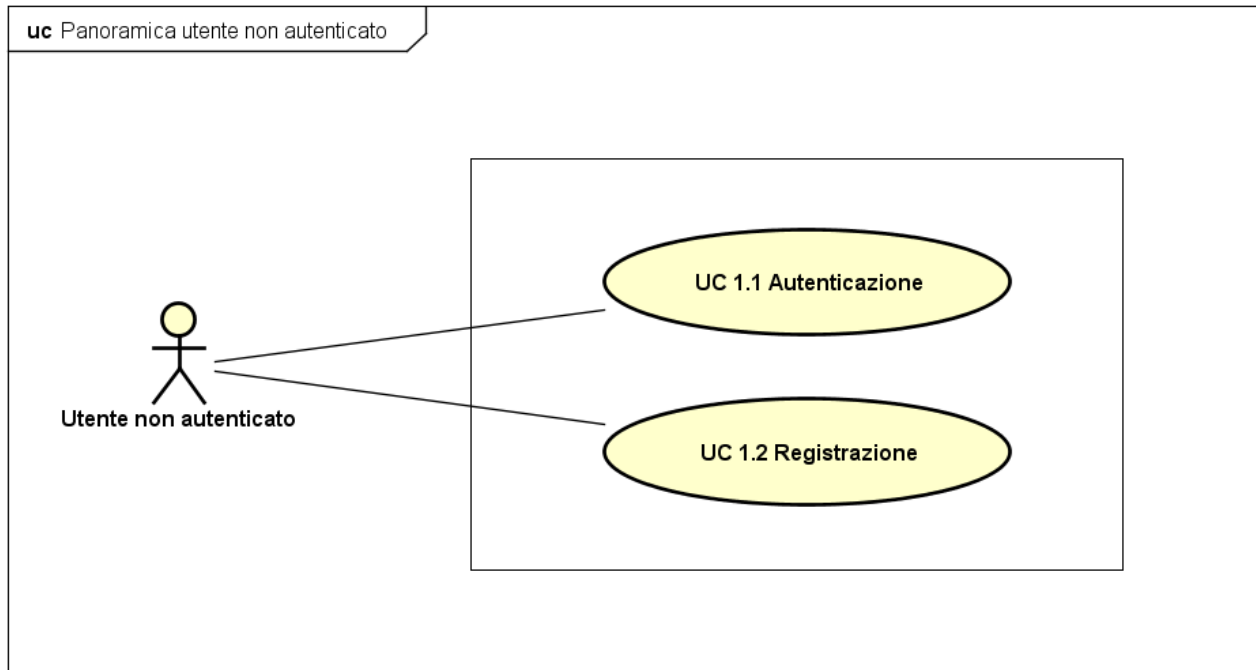 uc Panoramica utente non autenticato
UC 1.1 Autenticazione
Utente non autenticato
UC 1.2 Registrazione